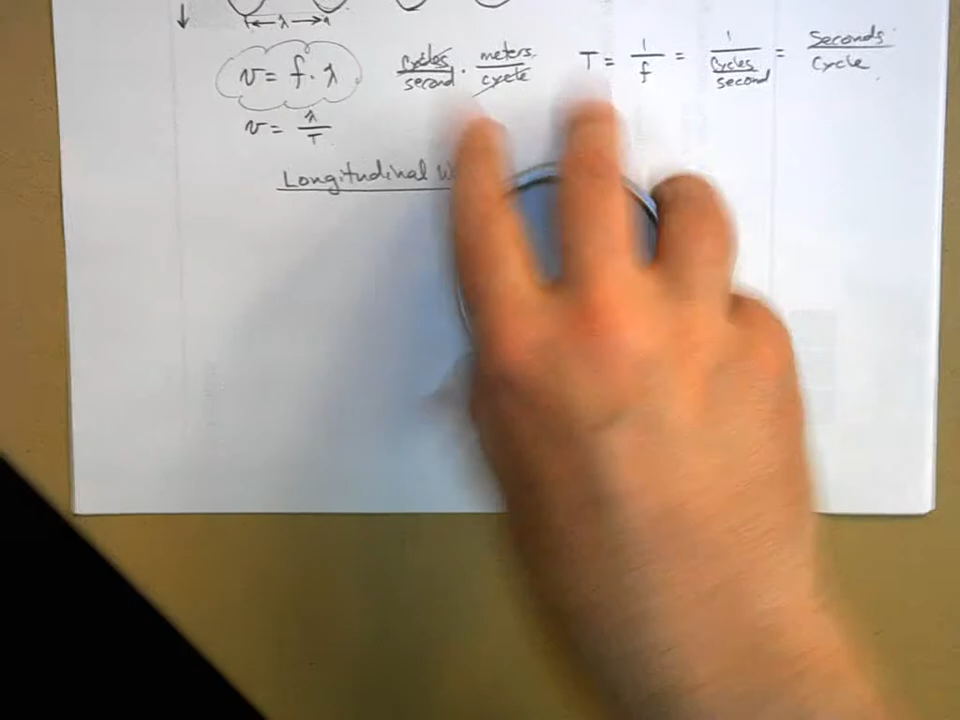 λ
v = f · λ cycles/second · meters/cycle T = 1/f = 1/(cycles/second) = seconds/cycle
v = λ/T
Longitudinal